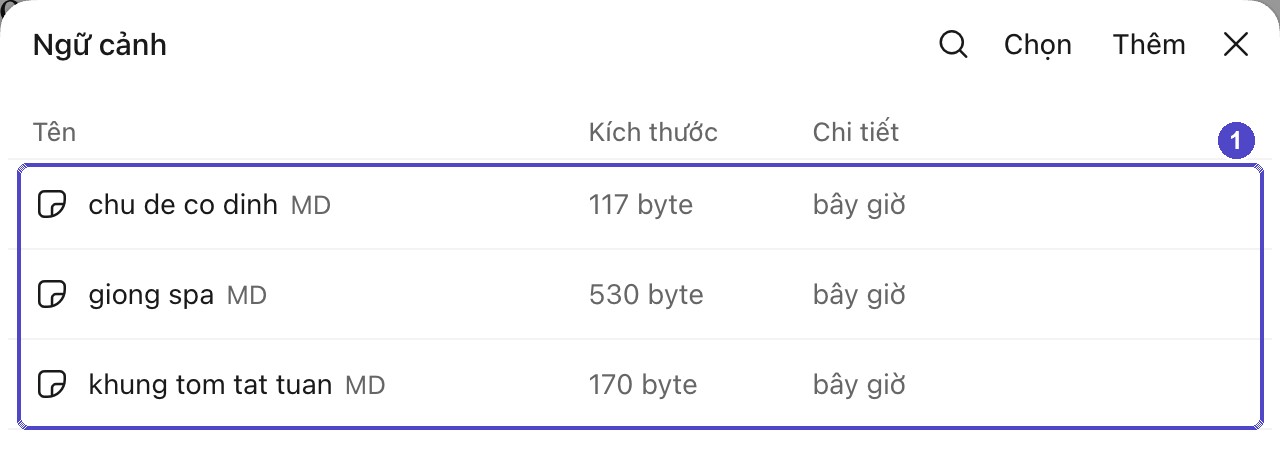 Ngữ cảnh Chọn Thêm
Tên Kích thước Chi tiết 1
chu de co dinh MD 117 byte bây giờ
giong spa MD 530 byte bây giờ
khung tom tat tuan MD 170 byte bây giờ